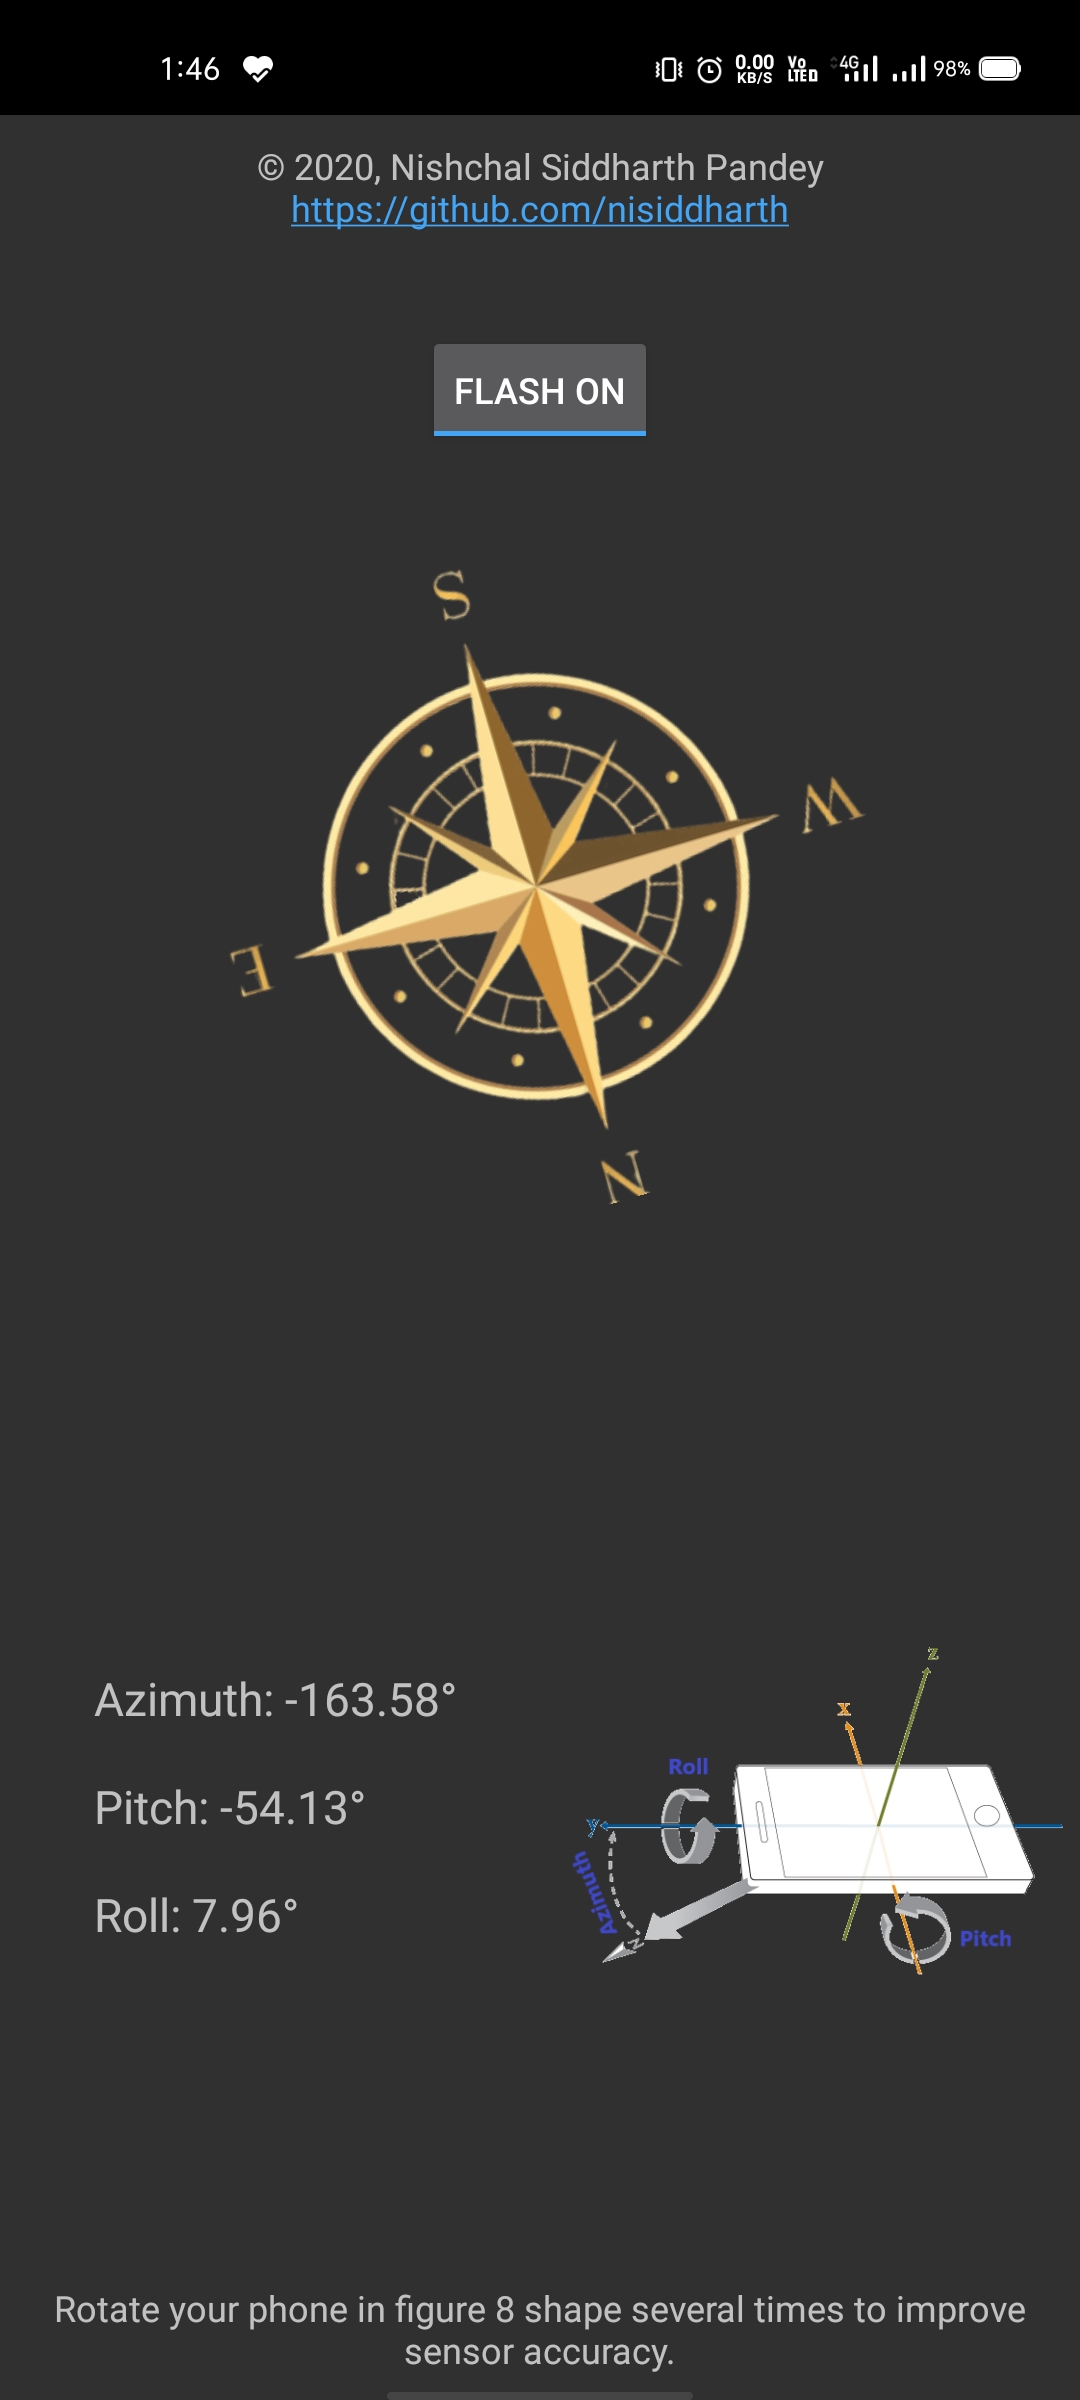 1:46
0.00
KB/S
Vo
LTE
4G
98%
© 2020, Nishchal Siddharth Pandey
https://github.com/nisiddharth
FLASH ON
S
W
E
N
Azimuth: -163.58°
Pitch: -54.13°
Roll: 7.96°
z
x
Roll
y
Azimuth
N
Pitch
Rotate your phone in figure 8 shape several times to improve
sensor accuracy.